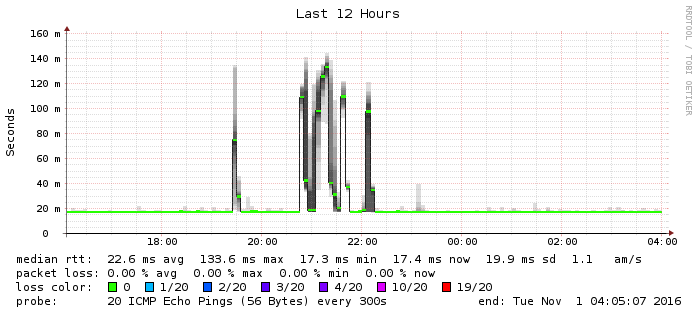 Last 12 Hours
RRDTOOL / TOBI OETIKER
Seconds
160 m
140 m
120 m
100 m
80 m
60 m
40 m
20 m
0
18:00 20:00 22:00 00:00 02:00 04:00
median rtt: 22.6 ms avg 133.6 ms max 17.3 ms min 17.4 ms now 19.9 ms sd 1.1 am/s
packet loss: 0.00 % avg 0.00 % max 0.00 % min 0.00 % now
loss color: 0 1/20 2/20 3/20 4/20 10/20 19/20
probe: 20 ICMP Echo Pings (56 Bytes) every 300s end: Tue Nov 1 04:05:07 2016